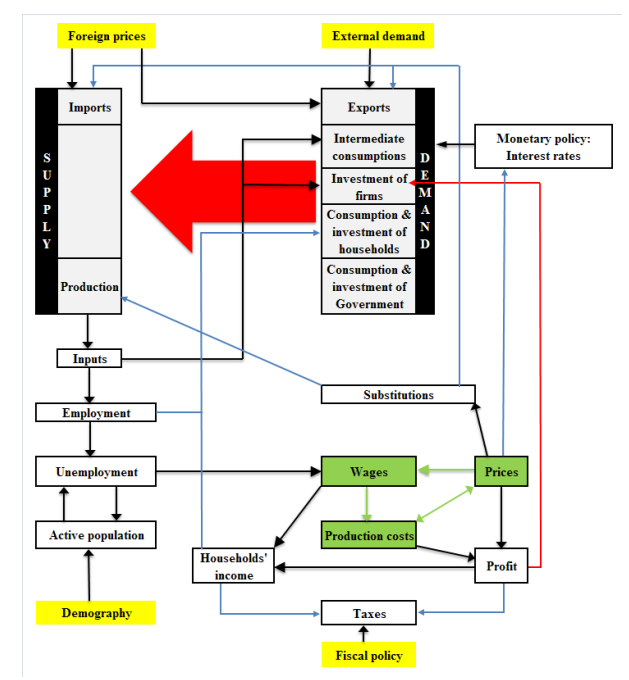 Foreign prices
External demand
SUPPLY
Imports
Exports
Intermediate
consumptions
Investment of
firms
Consumption &
investment of
households
Consumption &
investment of
Government
DEMAND
Monetary policy:
Interest rates
Production
Inputs
Substitutions
Employment
Unemployment
Wages
Prices
Active population
Production costs
Households'
income
Profit
Demography
Taxes
Fiscal policy